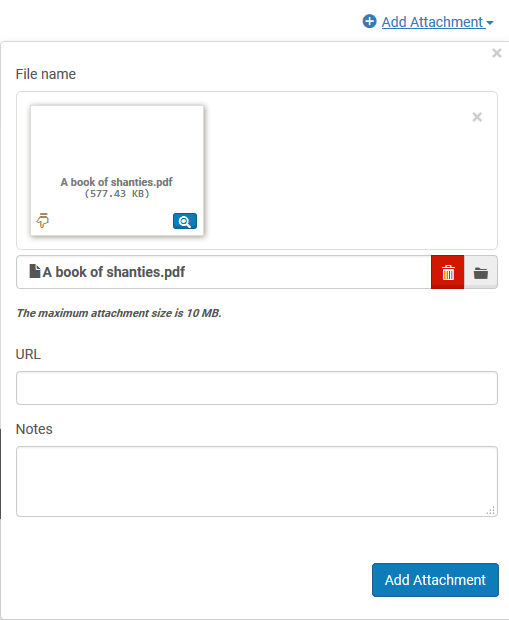 Add Attachment
File name
A book of shanties.pdf
(577.43 KB)
A book of shanties.pdf
The maximum attachment size is 10 MB.
URL
Notes
Add Attachment